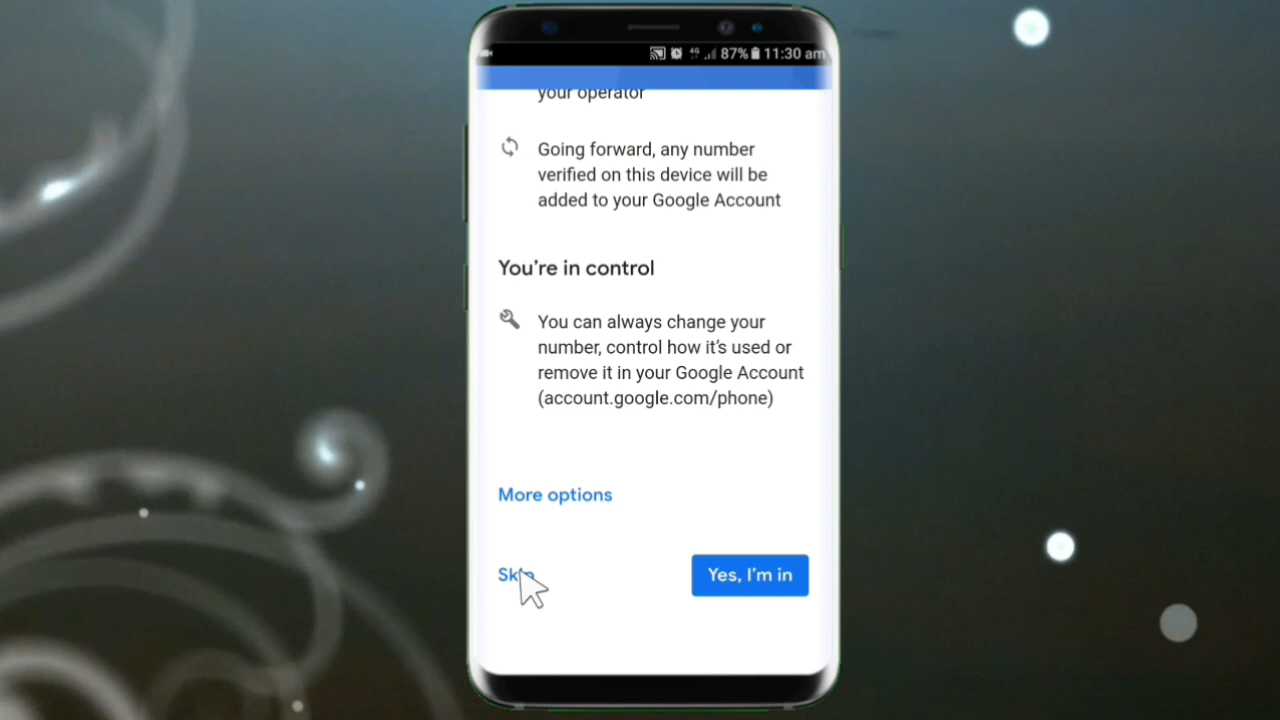 4G 87% 11:30 am
your operator
Going forward, any number
verified on this device will be
added to your Google Account
You're in control
You can always change your
number, control how it's used or
remove it in your Google Account
(account.google.com/phone)
More options
Skip
Yes, I'm in